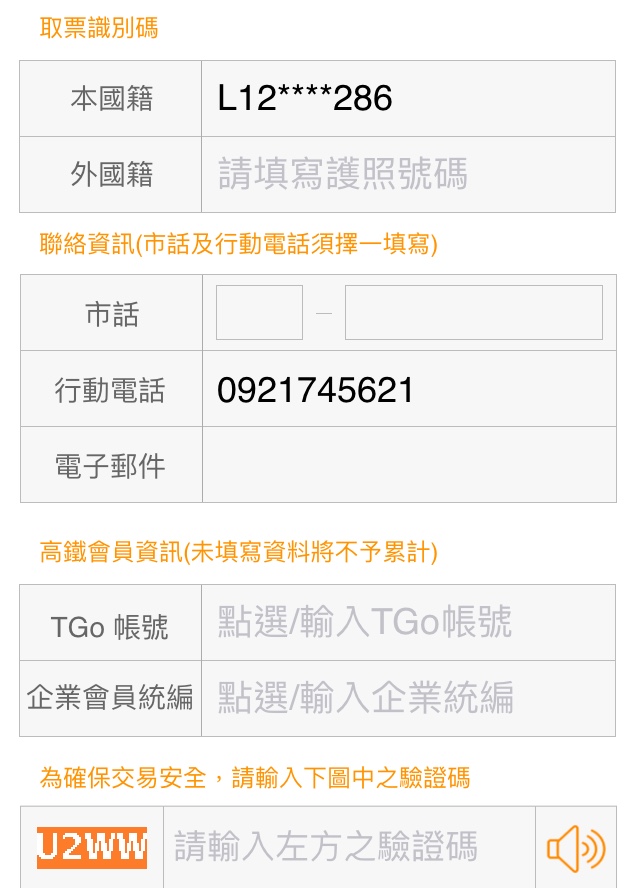 取票識別碼
本國籍 L12****286
外國籍 請填寫護照號碼
聯絡資訊(市話及行動電話須擇一填寫)
市話 –
行動電話 0921745621
電子郵件
高鐵會員資訊(未填寫資料將不予累計)
TGo 帳號 點選/輸入TGo帳號
企業會員統編 點選/輸入企業統編
為確保交易安全，請輸入下圖中之驗證碼
U2WW 請輸入左方之驗證碼